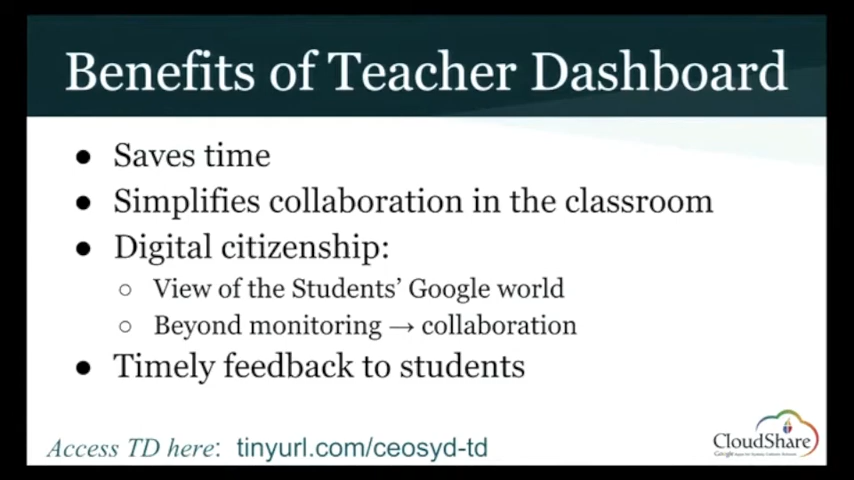 Benefits of Teacher Dashboard
● Saves time
● Simplifies collaboration in the classroom
● Digital citizenship:
○ View of the Students’ Google world
○ Beyond monitoring → collaboration
● Timely feedback to students
Access TD here: tinyurl.com/ceosyd-td
CloudShare
Google